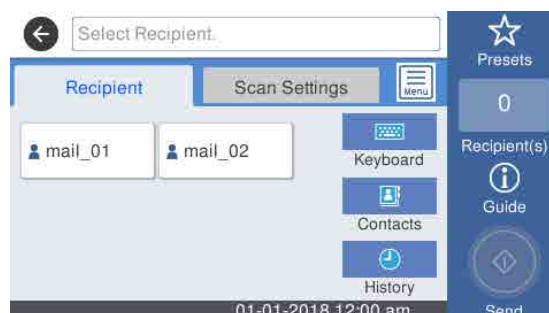 Select Recipient.
Presets
Recipient
Scan Settings
Menu
0
Recipient(s)
mail_01
mail_02
Keyboard
Guide
Contacts
History
01-01-2018 12:00 am
Send